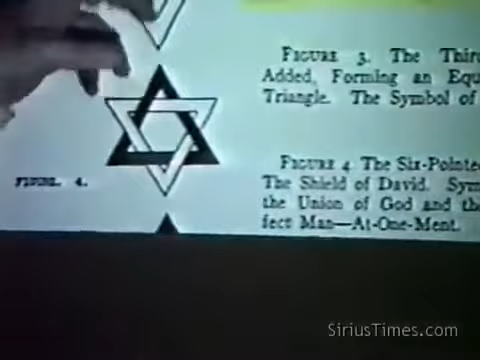 FIGURE 3. The Third
Added, Forming an Equ
Triangle. The Symbol of
FIGURE 4 The Six-Pointe
The Shield of David. Sym
the Union of God and the
fect Man—At-One-Ment.
FIGURE. 4.
SiriusTimes.com